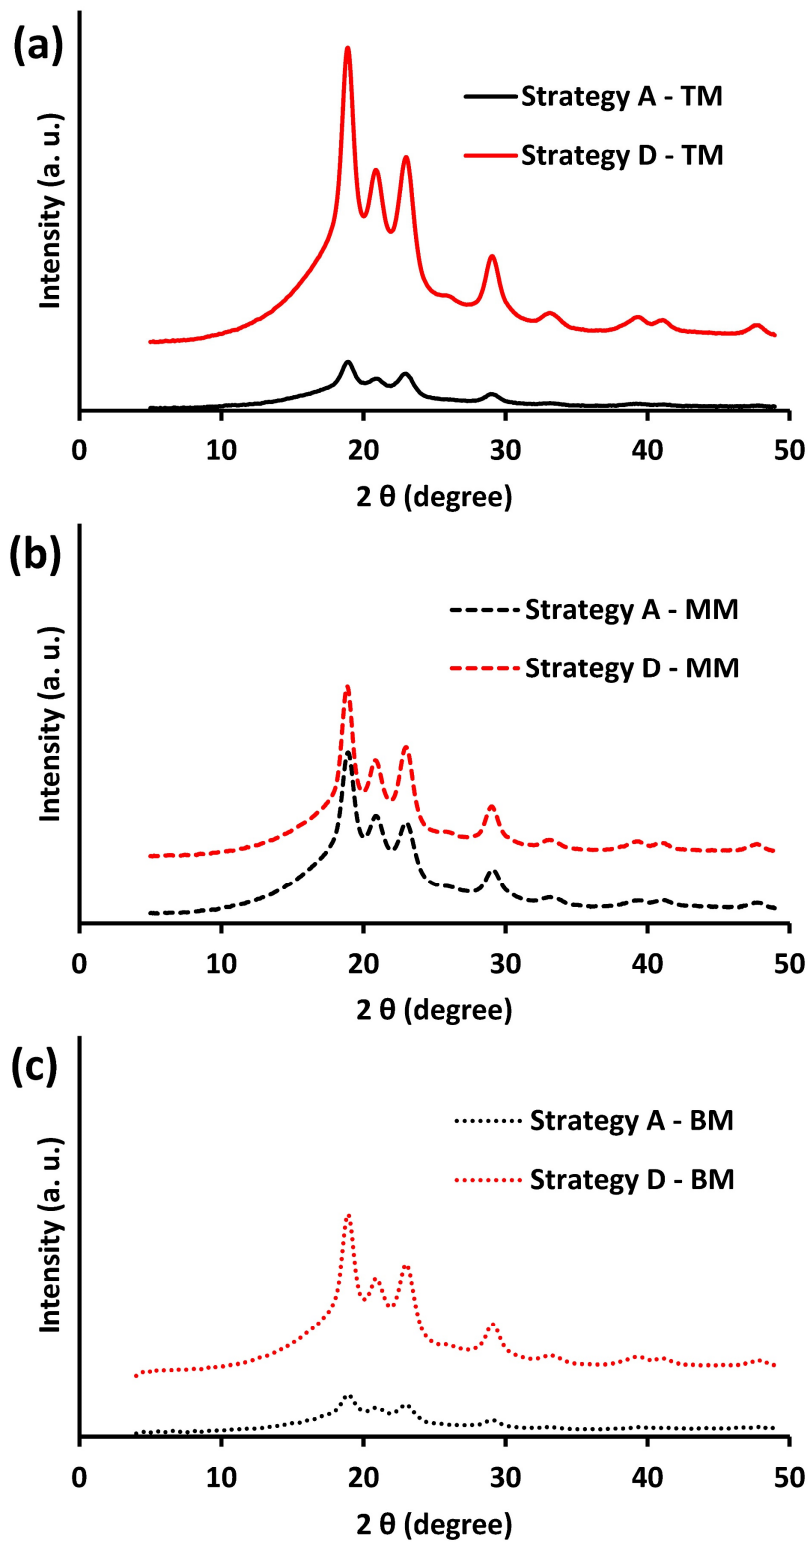 (a)
Strategy A - TM
Strategy D - TM
Intensity (a. u.)
0 10 20 30 40 50
2 θ (degree)
(b)
Strategy A - MM
Strategy D - MM
Intensity (a. u.)
0 10 20 30 40 50
2 θ (degree)
(c)
Strategy A - BM
Strategy D - BM
Intensity (a. u.)
0 10 20 30 40 50
2 θ (degree)